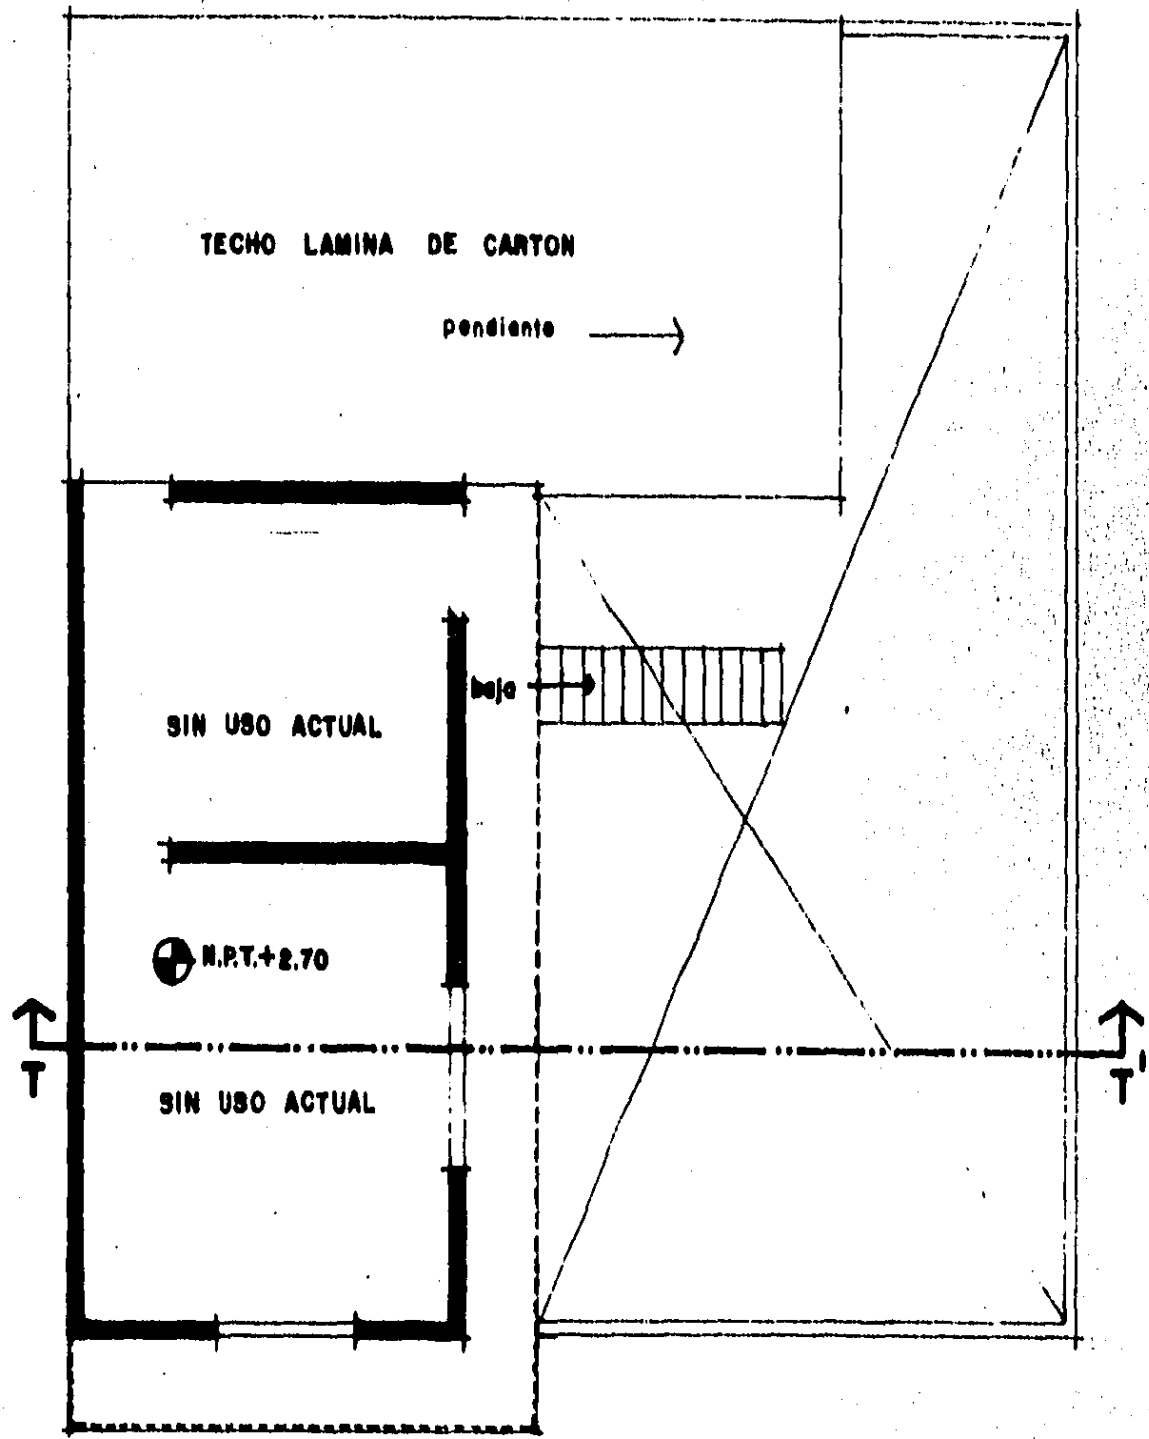 TECHO LAMINA DE CARTON
pendiente
baja
SIN USO ACTUAL
N.P.T.+2.70
T
T'
SIN USO ACTUAL